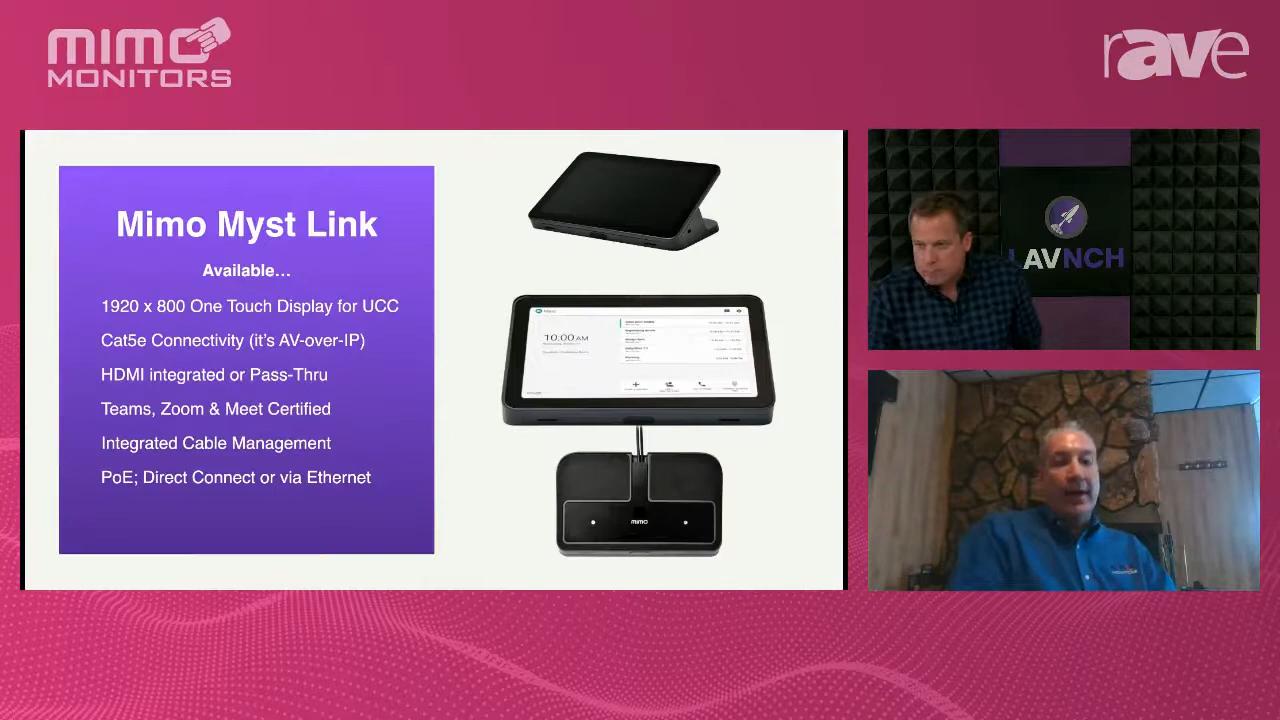 MIMO
MONITORS
rAVe
Mimo Myst Link
Available…
1920 x 800 One Touch Display for UCC
Cat5e Connectivity (it's AV-over-IP)
HDMI integrated or Pass-Thru
Teams, Zoom & Meet Certified
Integrated Cable Management
PoE; Direct Connect or via Ethernet
10:00 AM
mimo
LAVNCH